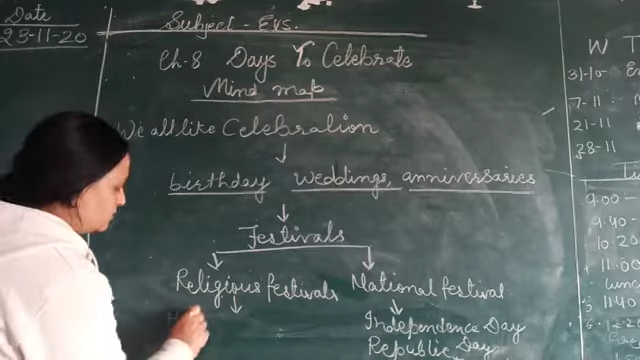 Date
23-11-20
Subject - Evs.
Ch-8 Days To Celebrate
Mind map
We all like Celebration
birthday weddings, anniversaries
Festivals
Religious festivals National festival
Independence Day
Republic Day
W T
31-10
7-11
21-11
28-11
9.00 -
9.40 -
10.20
11.00
Lunc
11.40